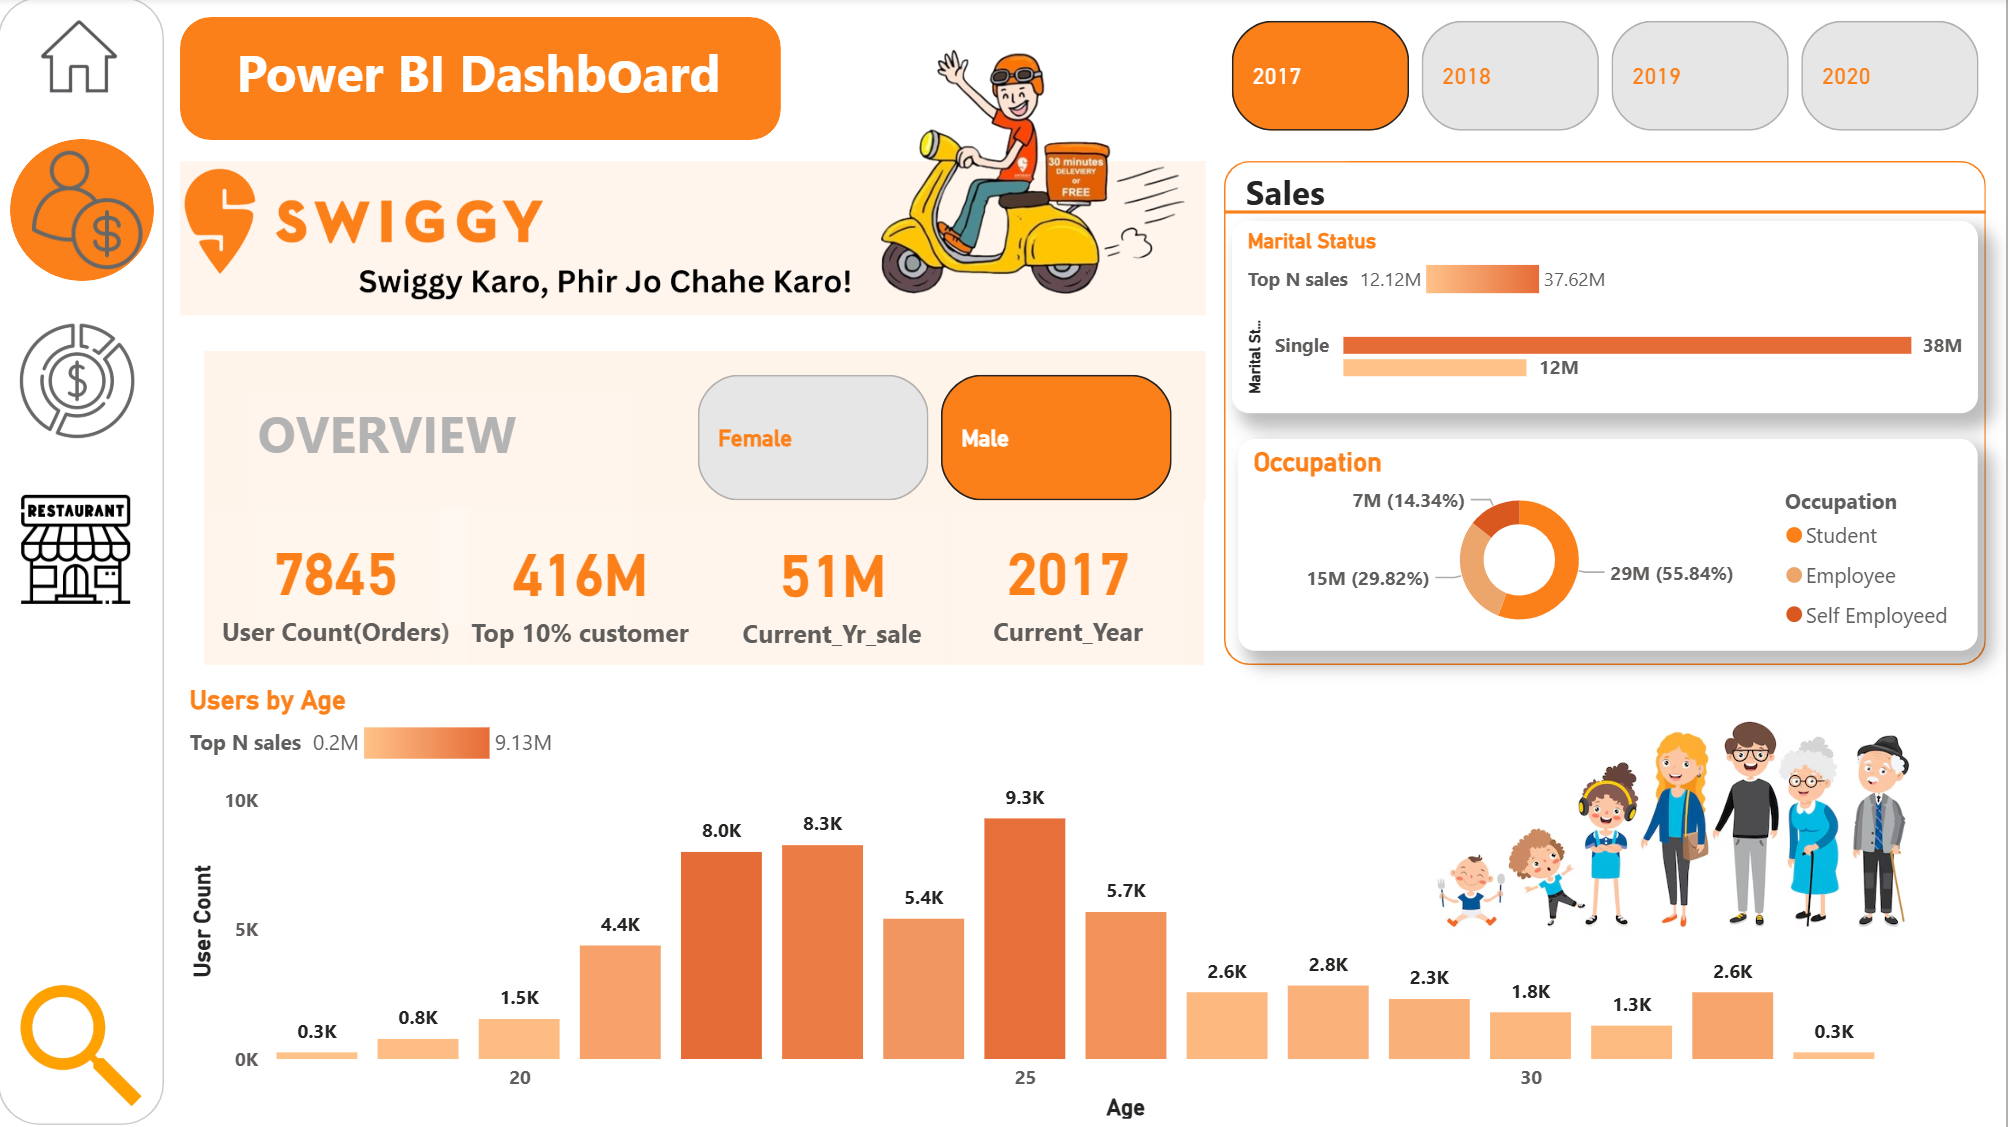 Power BI Dashboard
2017
2018
2019
2020
30 minutes
DELEVIERY
or
FREE
SWIGGY
Swiggy Karo, Phir Jo Chahe Karo!
RESTAURANT
OVERVIEW
Female
Male
7845
User Count(Orders)
416M
Top 10% customer
51M
Current_Yr_sale
2017
Current_Year
Sales
Marital Status
Top N sales 12.12M 37.62M
Marital St...
Single 38M
12M
Occupation
7M (14.34%)
15M (29.82%)
29M (55.84%)
Occupation
Student
Employee
Self Employeed
Users by Age
Top N sales 0.2M 9.13M
User Count
10K
5K
0K
0.3K
0.8K
1.5K
4.4K
8.0K
8.3K
5.4K
9.3K
5.7K
2.6K
2.8K
2.3K
1.8K
1.3K
2.6K
0.3K
20
25
30
Age